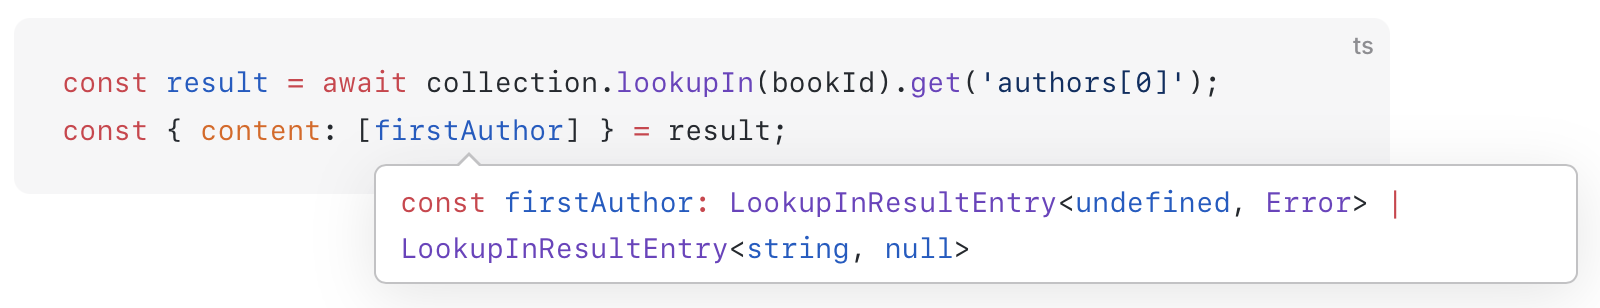 ts
const result = await collection.lookupIn(bookId).get('authors[0]');
const { content: [firstAuthor] } = result;
const firstAuthor: LookupInResultEntry<undefined, Error> |
LookupInResultEntry<string, null>